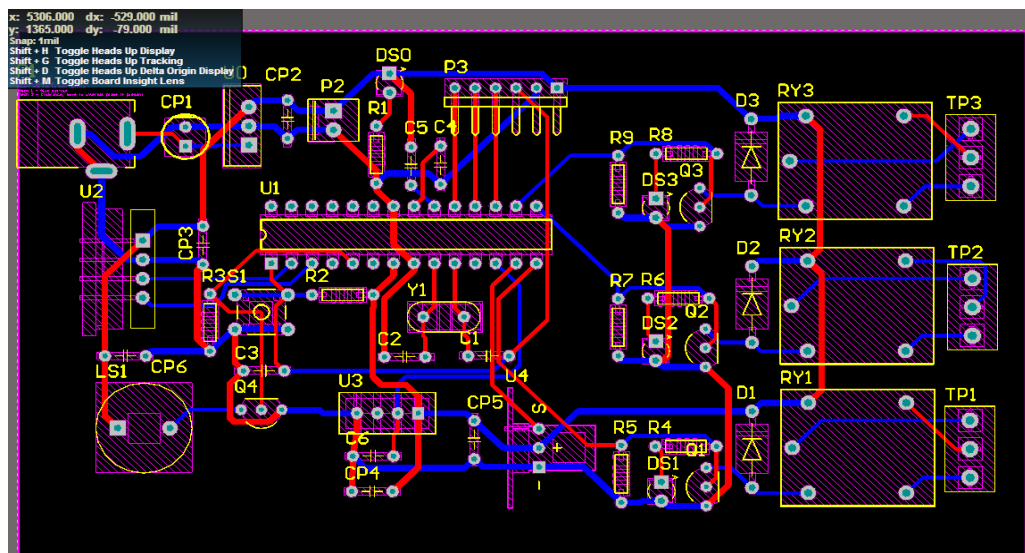 x: 5306.000 dx: -529.000 mil
y: 1365.000 dy: -79.000 mil
Snap: 1mil
Shift + H Toggle Heads Up Display
Shift + G Toggle Heads Up Tracking
Shift + D Toggle Heads Up Delta Origin Display
Shift + M Toggle Board Insight Lens
DS0
P3
CP2
P2
CP1
R1
C5
C4
D3
RY3
TP3
R9
R8
Q3
DS3
U2
U1
CP3
D2
RY2
TP2
R3
S1
R2
Y1
R7
R6
Q2
DS2
C2
C1
LS1
CP6
C3
Q4
U3
U4
CP5
S
+
-
D1
RY1
TP1
R5
R4
Q1
DS1
C6
CP4